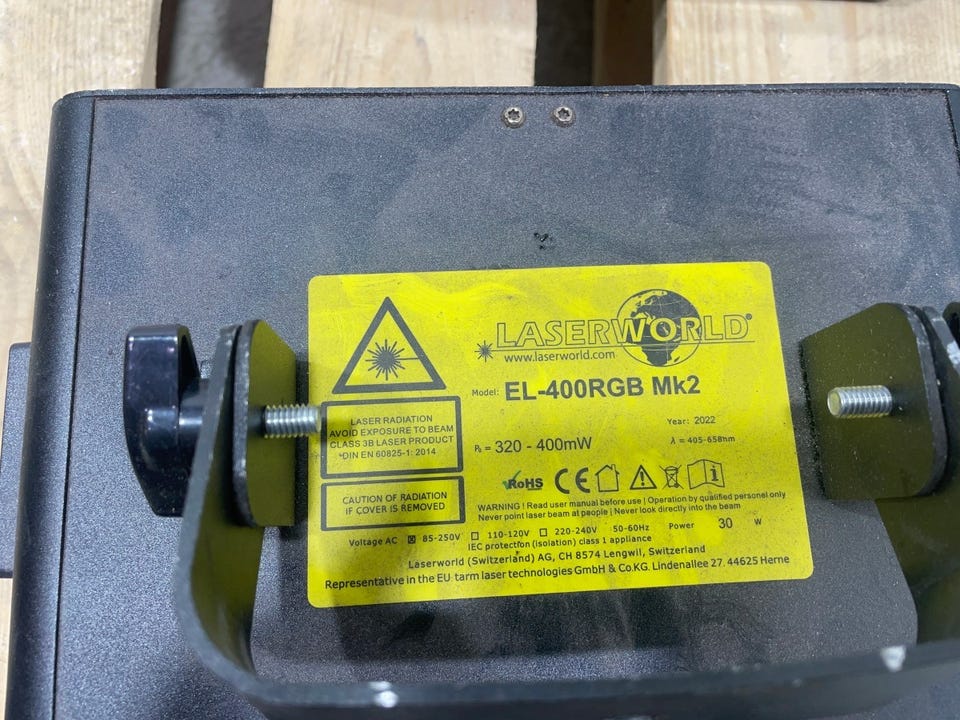 LASERWORLD®
www.laserworld.com
Model: EL-400RGB Mk2
LASER RADIATION
AVOID EXPOSURE TO BEAM
CLASS 3B LASER PRODUCT
DIN EN 60825-1: 2014
Year: 2022
P₀ = 320 - 400mW
λ = 405-658nm
RoHS CE i
CAUTION OF RADIATION
IF COVER IS REMOVED
WARNING! Read user manual before use | Operation by qualified personel only
Never point laser beam at people | Never look directly into the beam
Voltage AC ☒ 85-250V ☐ 110-120V ☐ 220-240V 50-60Hz Power 30 W
IEC protection (isolation) class 1 appliance
Laserworld (Switzerland) AG, CH 8574 Lengwil, Switzerland
Representative in the EU tarm laser technologies GmbH & Co.KG. Lindenallee 27. 44625 Herne